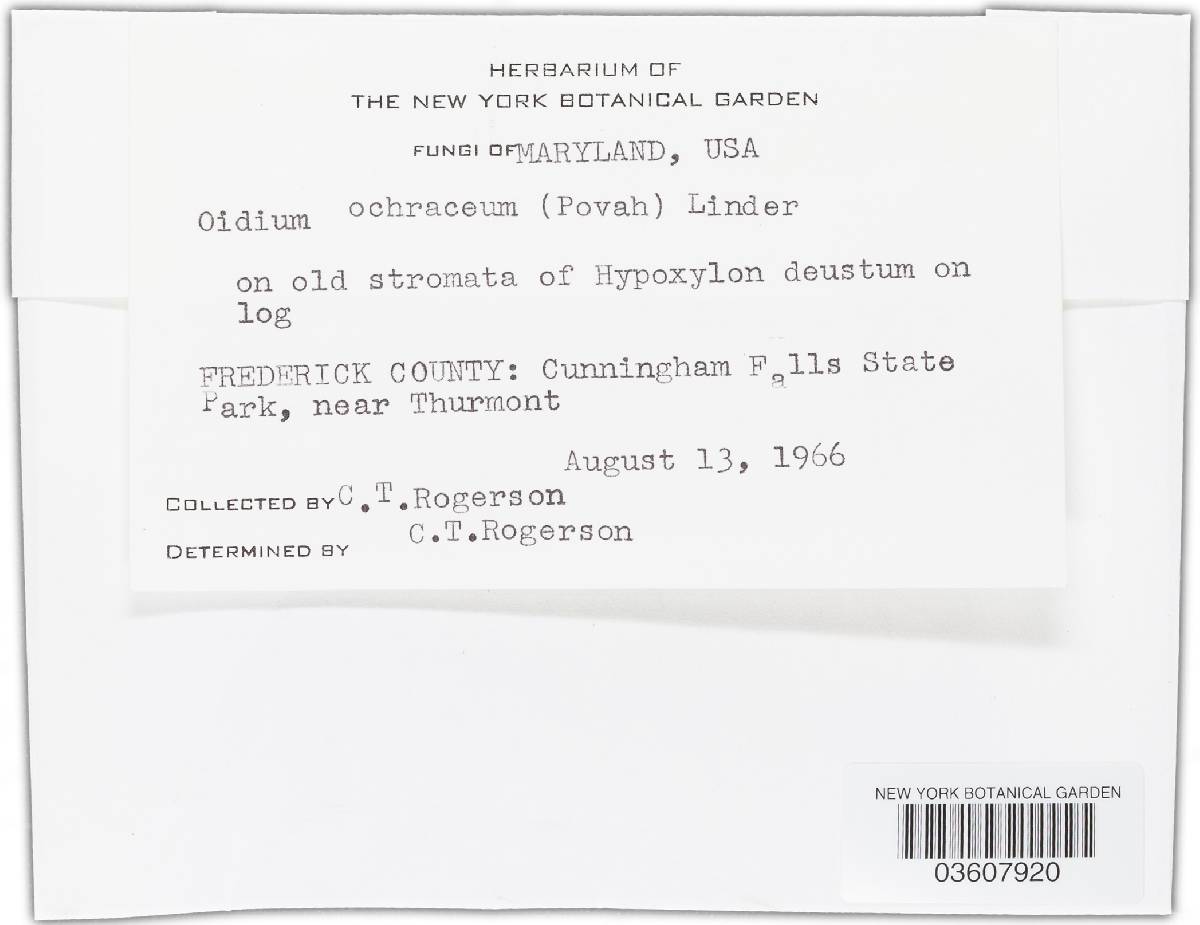 HERBARIUM OF
THE NEW YORK BOTANICAL GARDEN
FUNGI OF MARYLAND, USA
Oidium ochraceum (Povah) Linder
on old stromata of Hypoxylon deustum on
log
FREDERICK COUNTY: Cunningham Falls State
Park, near Thurmont
August 13, 1966
COLLECTED BY C.T.Rogerson
DETERMINED BY C.T.Rogerson
NEW YORK BOTANICAL GARDEN
03607920